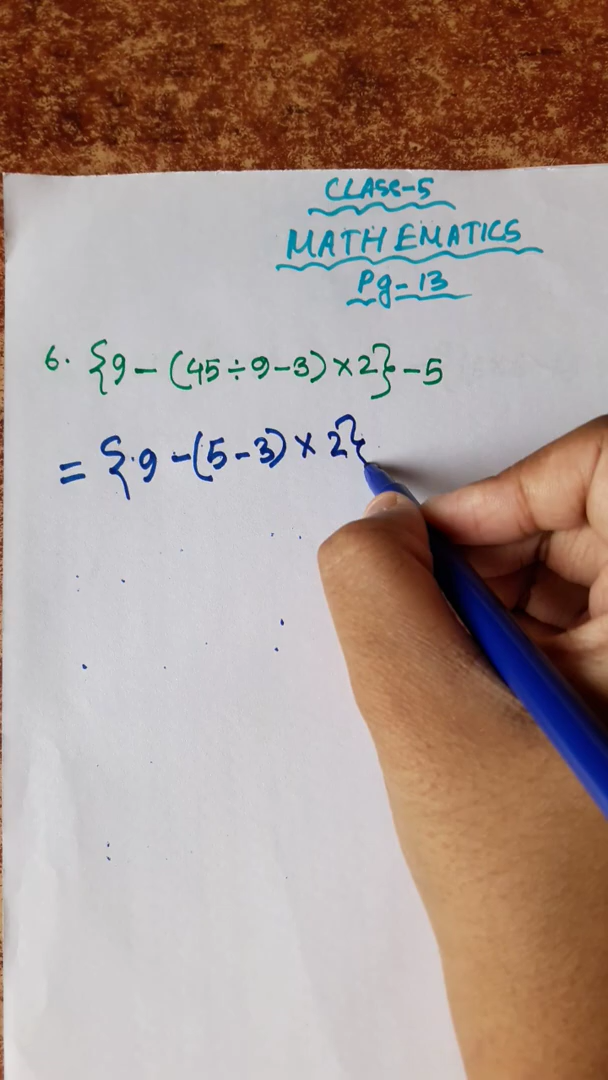 CLASS-5
MATHEMATICS
Pg-13
6. {9-(45÷9-3)×2}-5
= {9-(5-3)×2}